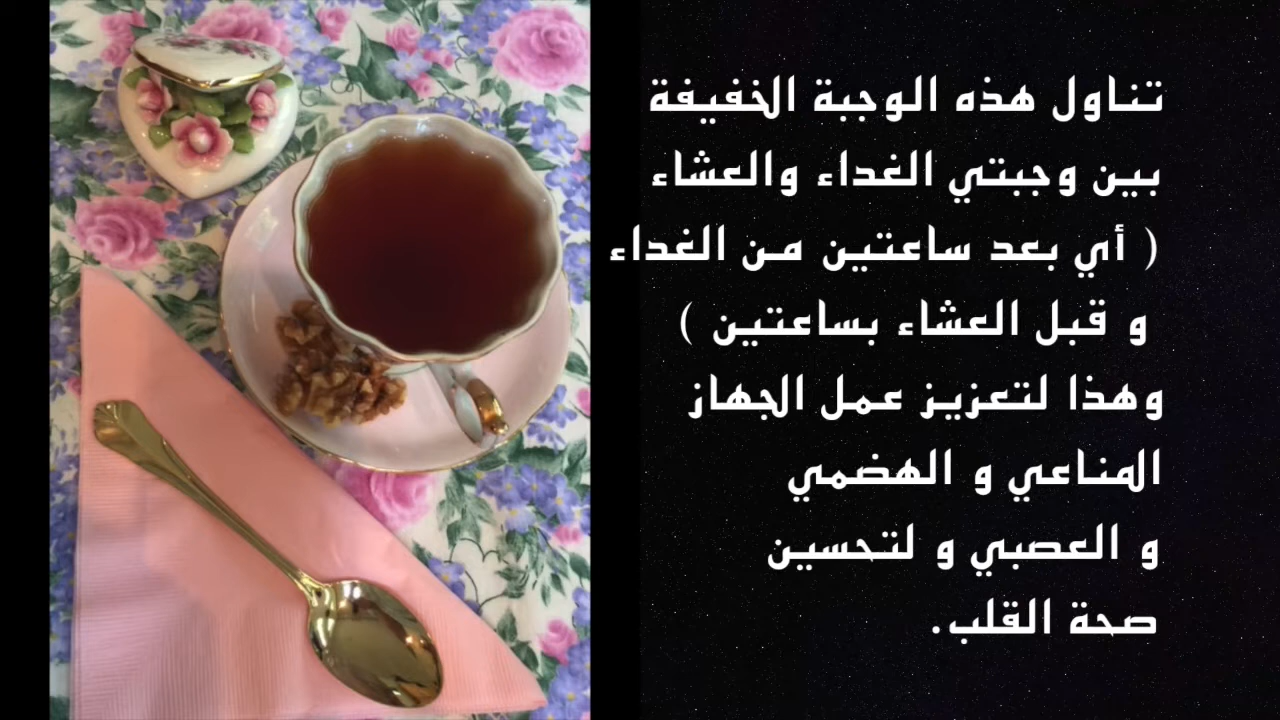 تناول هذه الوجبة الخفيفة
بين وجبتي الغداء والعشاء
( أي بعد ساعتين من الغداء
و قبل العشاء بساعتين )
وهذا لتعزيز عمل الجهاز
المناعي و الهضمي
و العصبي و لتحسين
صحة القلب.